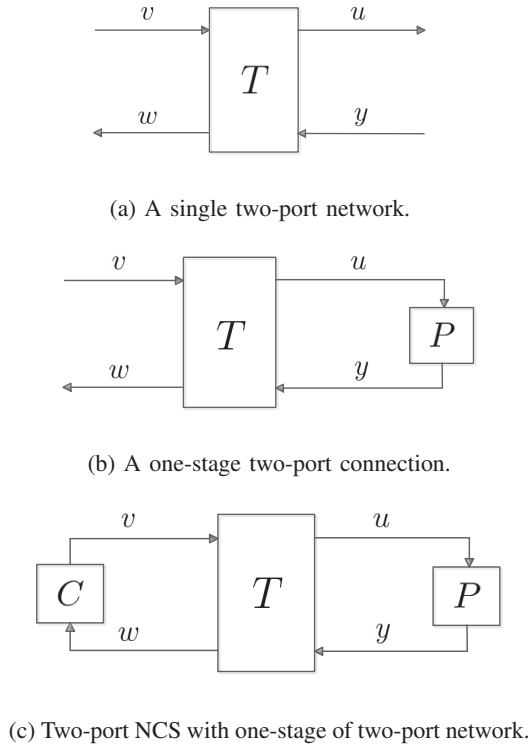 v u
T
w y
(a) A single two-port network.
v u
T P
w y
(b) A one-stage two-port connection.
v u
C T P
w y
(c) Two-port NCS with one-stage of two-port network.